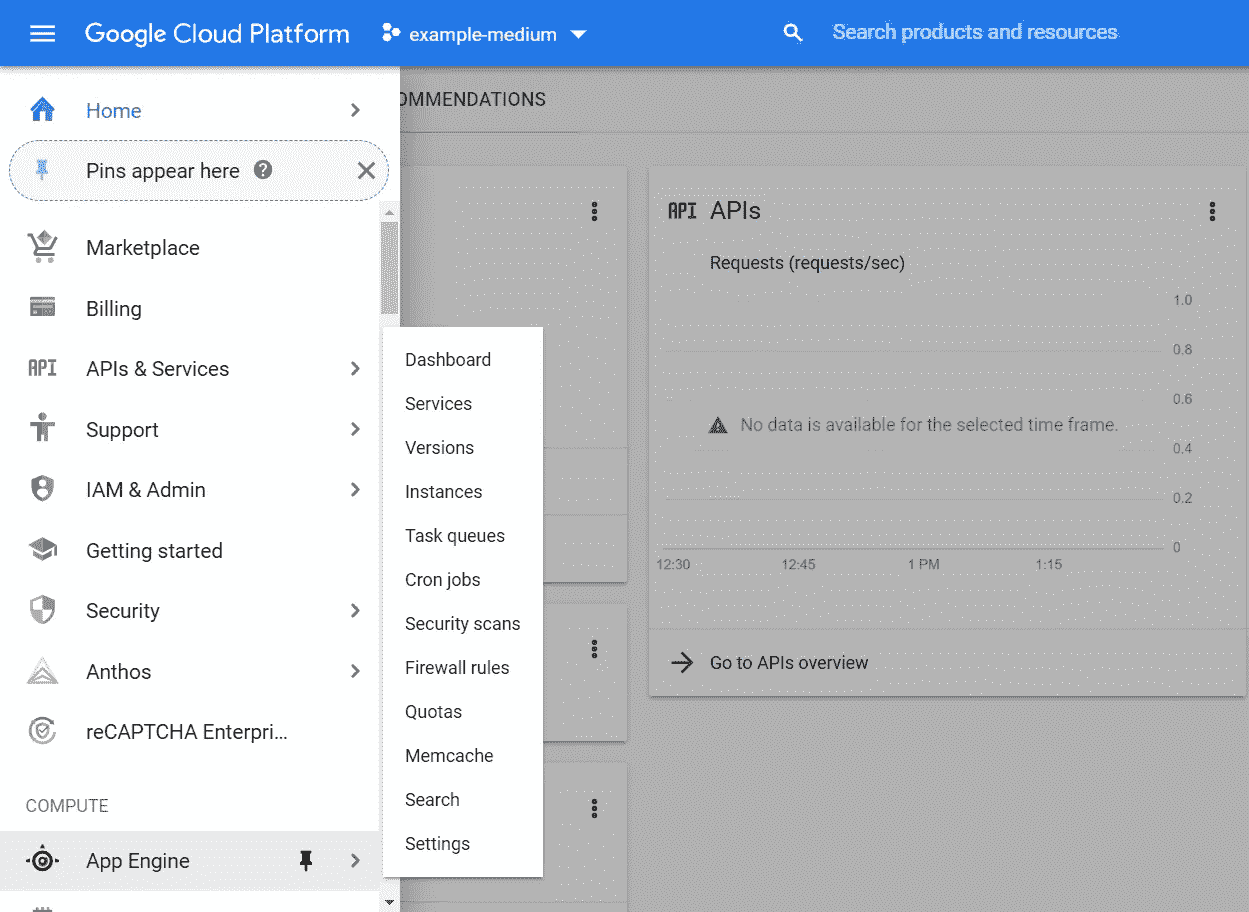 Google Cloud Platform
example-medium
Search products and resources
Home
Pins appear here
?
Marketplace
Billing
API
APIs & Services
Support
IAM & Admin
Getting started
Security
Anthos
reCAPTCHA Enterpri...
COMPUTE
App Engine
Dashboard
Services
Versions
Instances
Task queues
Cron jobs
Security scans
Firewall rules
Quotas
Memcache
Search
Settings
OMMENDATIONS
API APIs
Requests (requests/sec)
1.0
0.8
0.6
No data is available for the selected time frame.
0.4
0.2
0
12:30 12:45 1 PM 1:15
Go to APIs overview